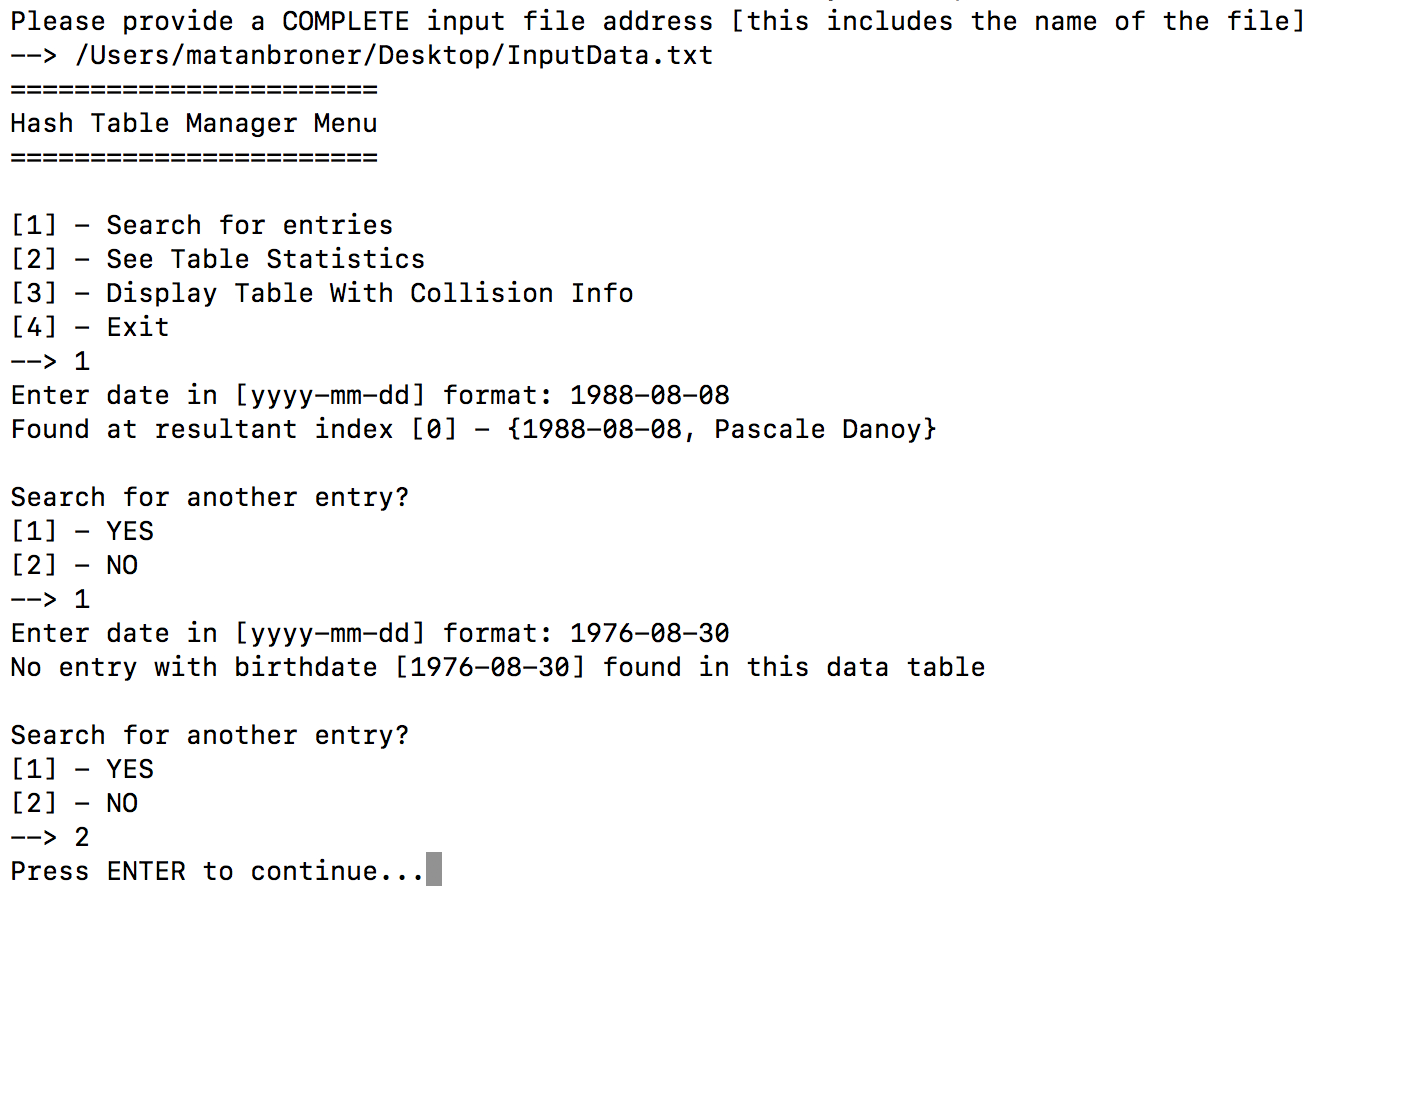 Please provide a COMPLETE input file address [this includes the name of the file]
--> /Users/matanbroner/Desktop/InputData.txt
=======================
Hash Table Manager Menu
=======================
[1] - Search for entries
[2] - See Table Statistics
[3] - Display Table With Collision Info
[4] - Exit
--> 1
Enter date in [yyyy-mm-dd] format: 1988-08-08
Found at resultant index [0] - {1988-08-08, Pascale Danoy}
Search for another entry?
[1] - YES
[2] - NO
--> 1
Enter date in [yyyy-mm-dd] format: 1976-08-30
No entry with birthdate [1976-08-30] found in this data table
Search for another entry?
[1] - YES
[2] - NO
--> 2
Press ENTER to continue...